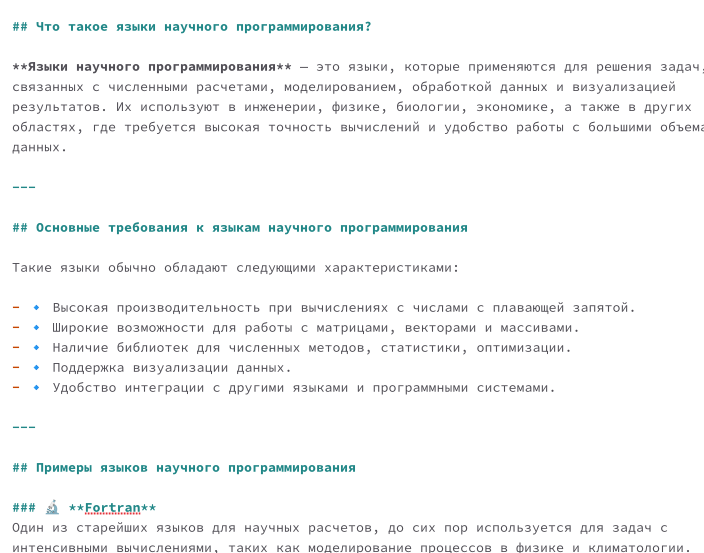 ## Что такое языки научного программирования?
**Языки научного программирования** — это языки, которые применяются для решения задач,
связанных с численными расчетами, моделированием, обработкой данных и визуализацией
результатов. Их используют в инженерии, физике, биологии, экономике, а также в других
областях, где требуется высокая точность вычислений и удобство работы с большими
данных.
---
## Основные требования к языкам научного программирования
Такие языки обычно обладают следующими характеристиками:
- 🔹 Высокая производительность при вычислениях с числами с плавающей запятой.
- 🔹 Широкие возможности для работы с матрицами, векторами и массивами.
- 🔹 Наличие библиотек для численных методов, статистики, оптимизации.
- 🔹 Поддержка визуализации данных.
- 🔹 Удобство интеграции с другими языками и программными системами.
---
## Примеры языков научного программирования
### 🔬 **Fortran**
Один из старейших языков для научных расчетов, до сих пор используется для задач с
интенсивными вычислениями, таких как моделирование процессов в физике и климатологии.